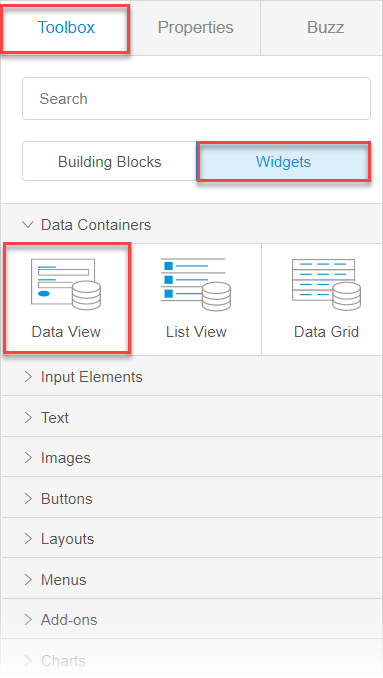 Toolbox Properties Buzz
Search
Building Blocks Widgets
Data Containers
Data View List View Data Grid
Input Elements
Text
Images
Buttons
Layouts
Menus
Add-ons
Charts